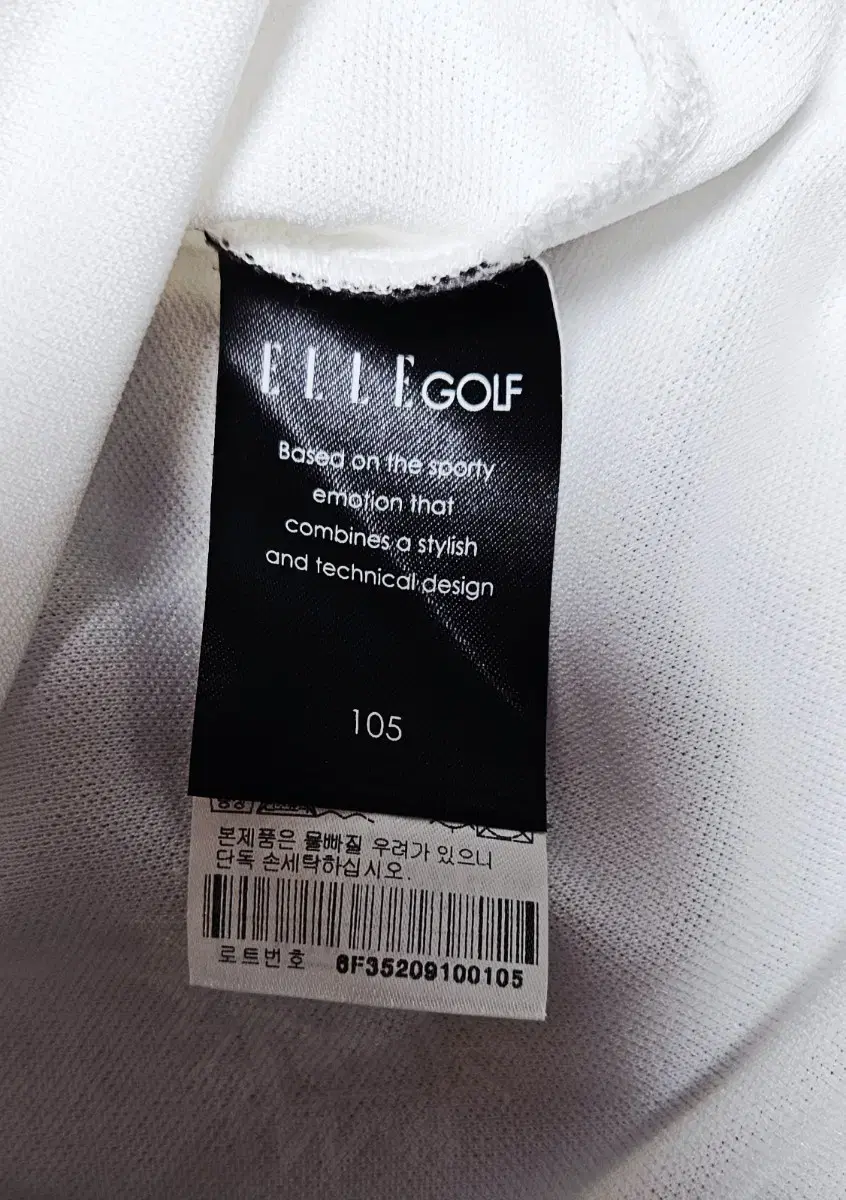 ELLE GOLF
Based on the sporty
emotion that
combines a stylish
and technical design
105
본제품은 물빠질 우려가 있으니
단독 손세탁하십시오.
로트번호 6F35209100105